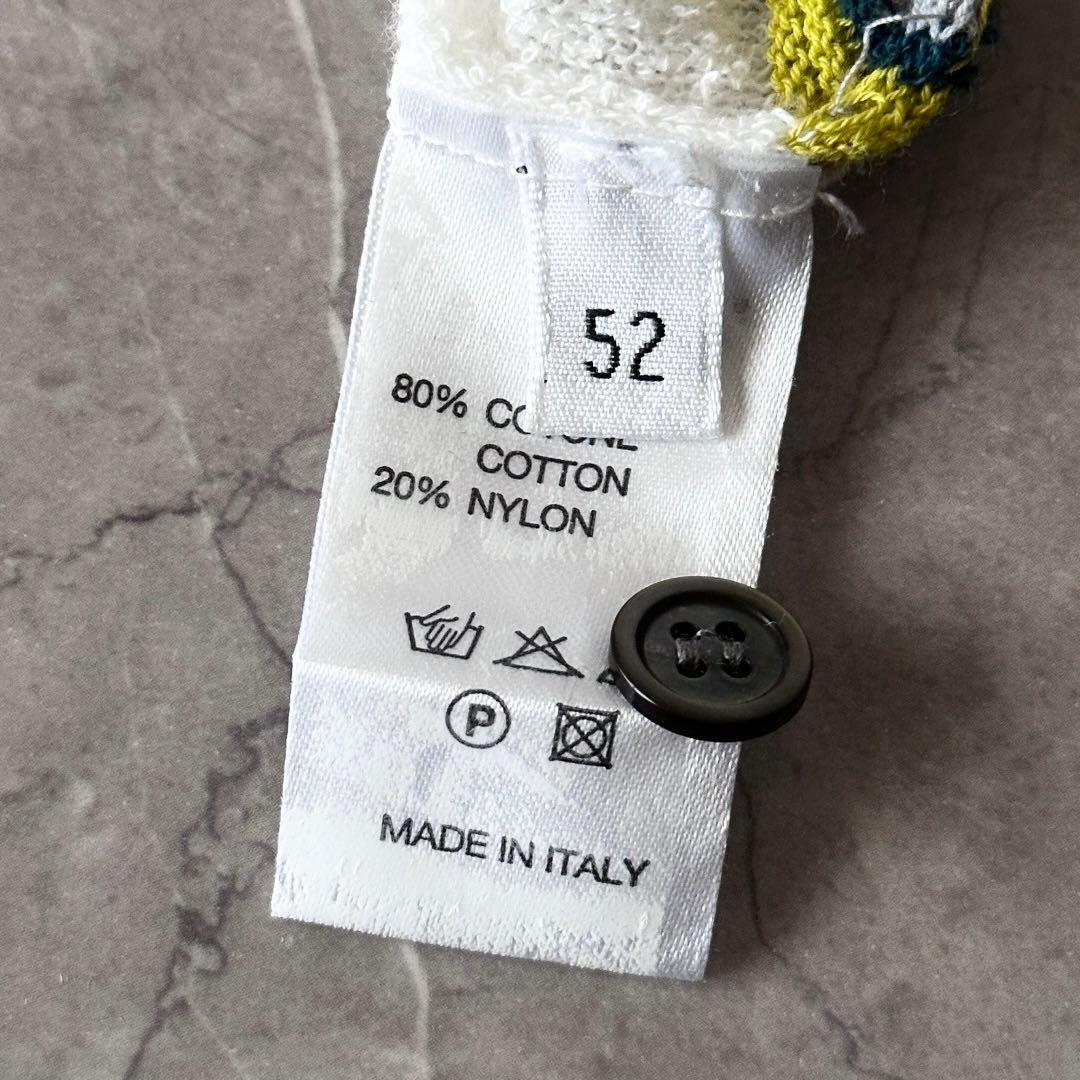 52
80%
COTTON
20% NYLON
P
MADE IN ITALY